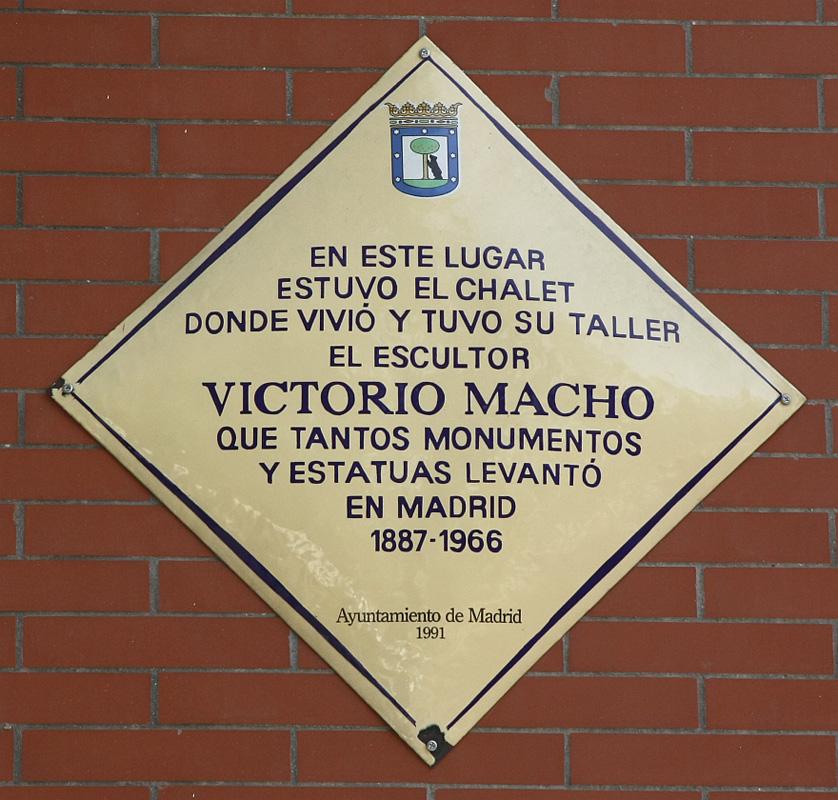 EN ESTE LUGAR
ESTUVO EL CHALET
DONDE VIVIÓ Y TUVO SU TALLER
EL ESCULTOR
VICTORIO MACHO
QUE TANTOS MONUMENTOS
Y ESTATUAS LEVANTÓ
EN MADRID
1887-1966
Ayuntamiento de Madrid
1991